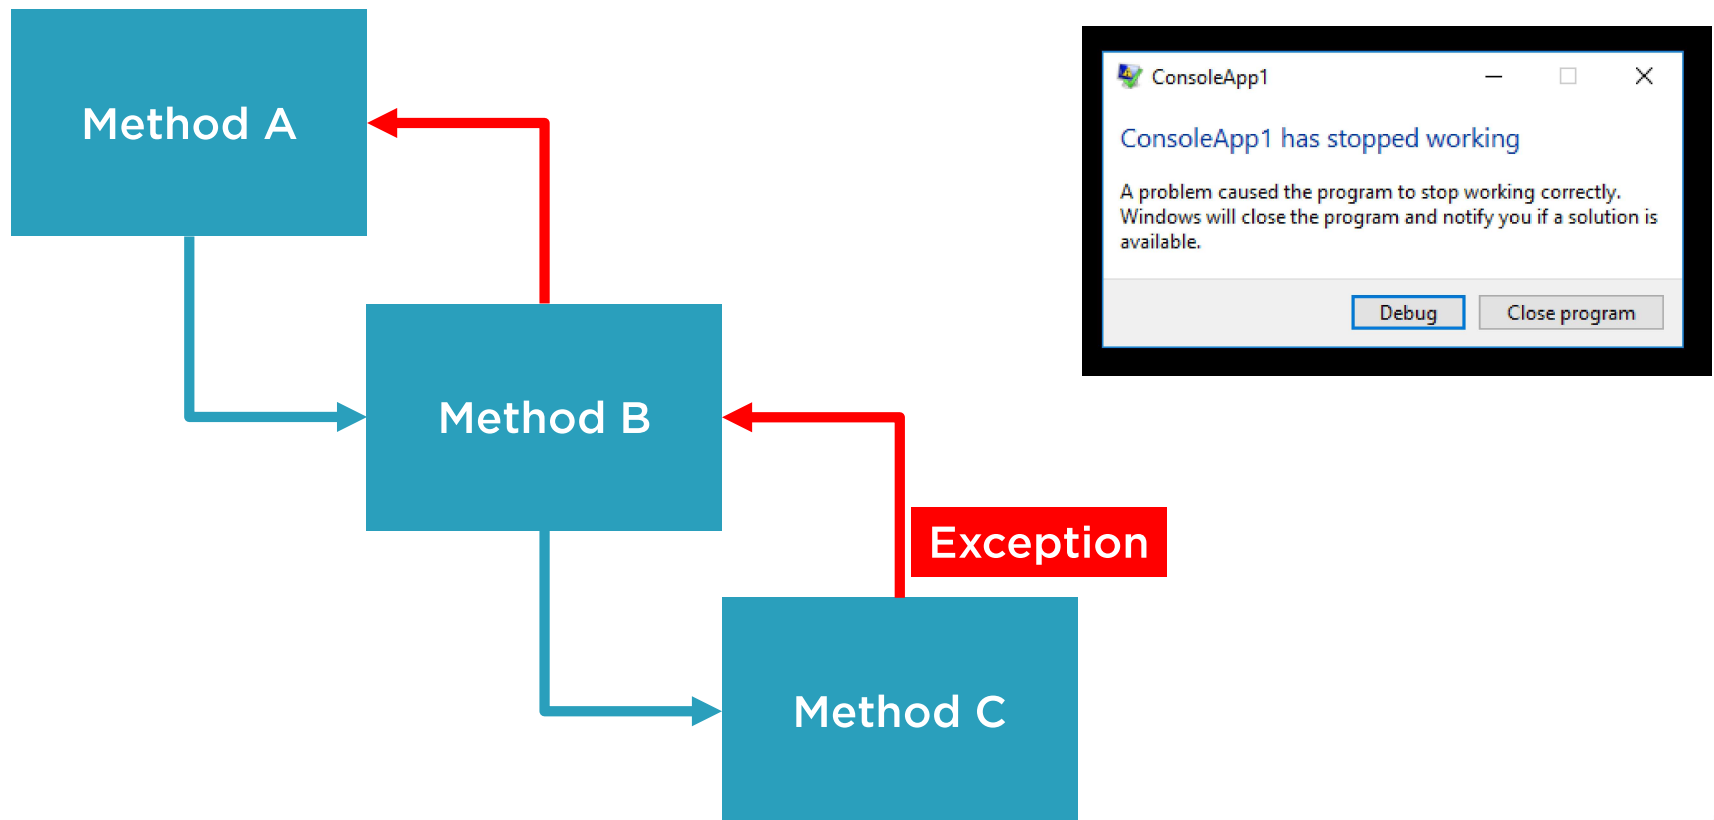 Method A
ConsoleApp1
ConsoleApp1 has stopped working
A problem caused the program to stop working correctly.
Windows will close the program and notify you if a solution is
available.
Debug
Close program
Method B
Exception
Method C